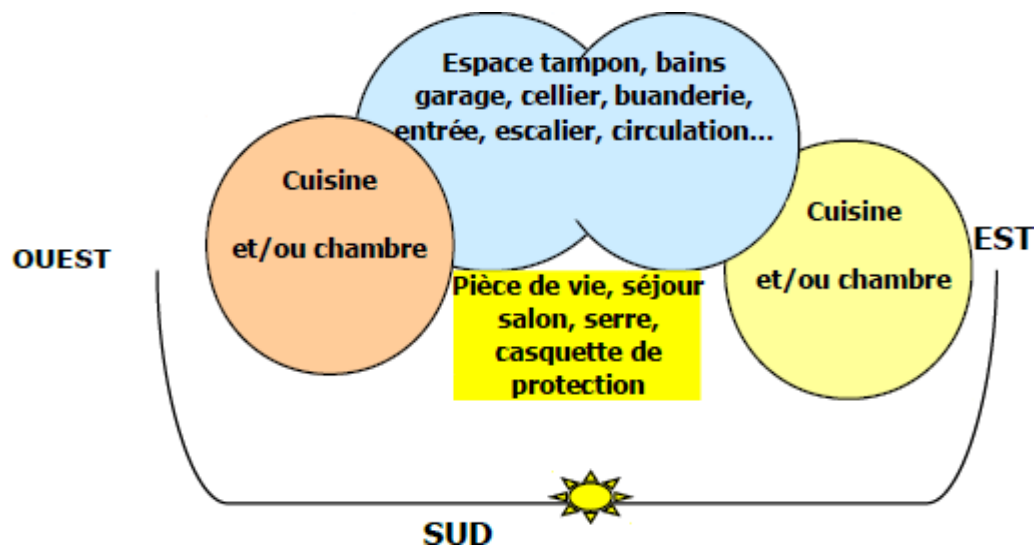 Espace tampon, bains
garage, cellier, buanderie,
entrée, escalier, circulation...
Cuisine
et/ou chambre
Cuisine
et/ou chambre
OUEST
EST
Pièce de vie, séjour
salon, serre,
casquette de
protection
SUD